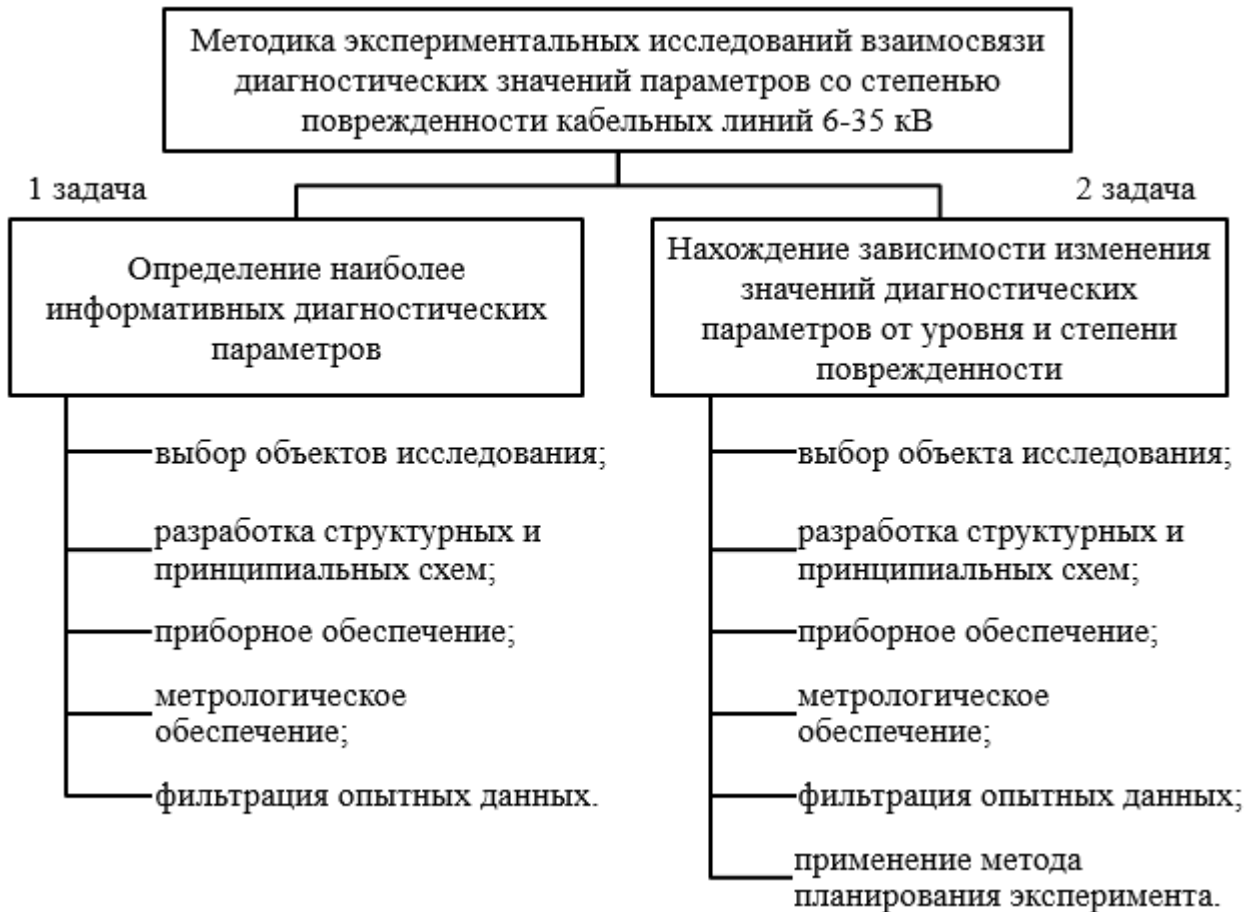 Методика экспериментальных исследований взаимосвязи
диагностических значений параметров со степенью
поврежденности кабельных линий 6-35 кВ
1 задача
Определение наиболее
информативных диагностических
параметров
выбор объектов исследования;
разработка структурных и
принципиальных схем;
приборное обеспечение;
метрологическое
обеспечение;
фильтрация опытных данных.
2 задача
Нахождение зависимости изменения
значений диагностических
параметров от уровня и степени
поврежденности
выбор объекта исследования;
разработка структурных и
принципиальных схем;
приборное обеспечение;
метрологическое
обеспечение;
фильтрация опытных данных;
применение метода
планирования эксперимента.